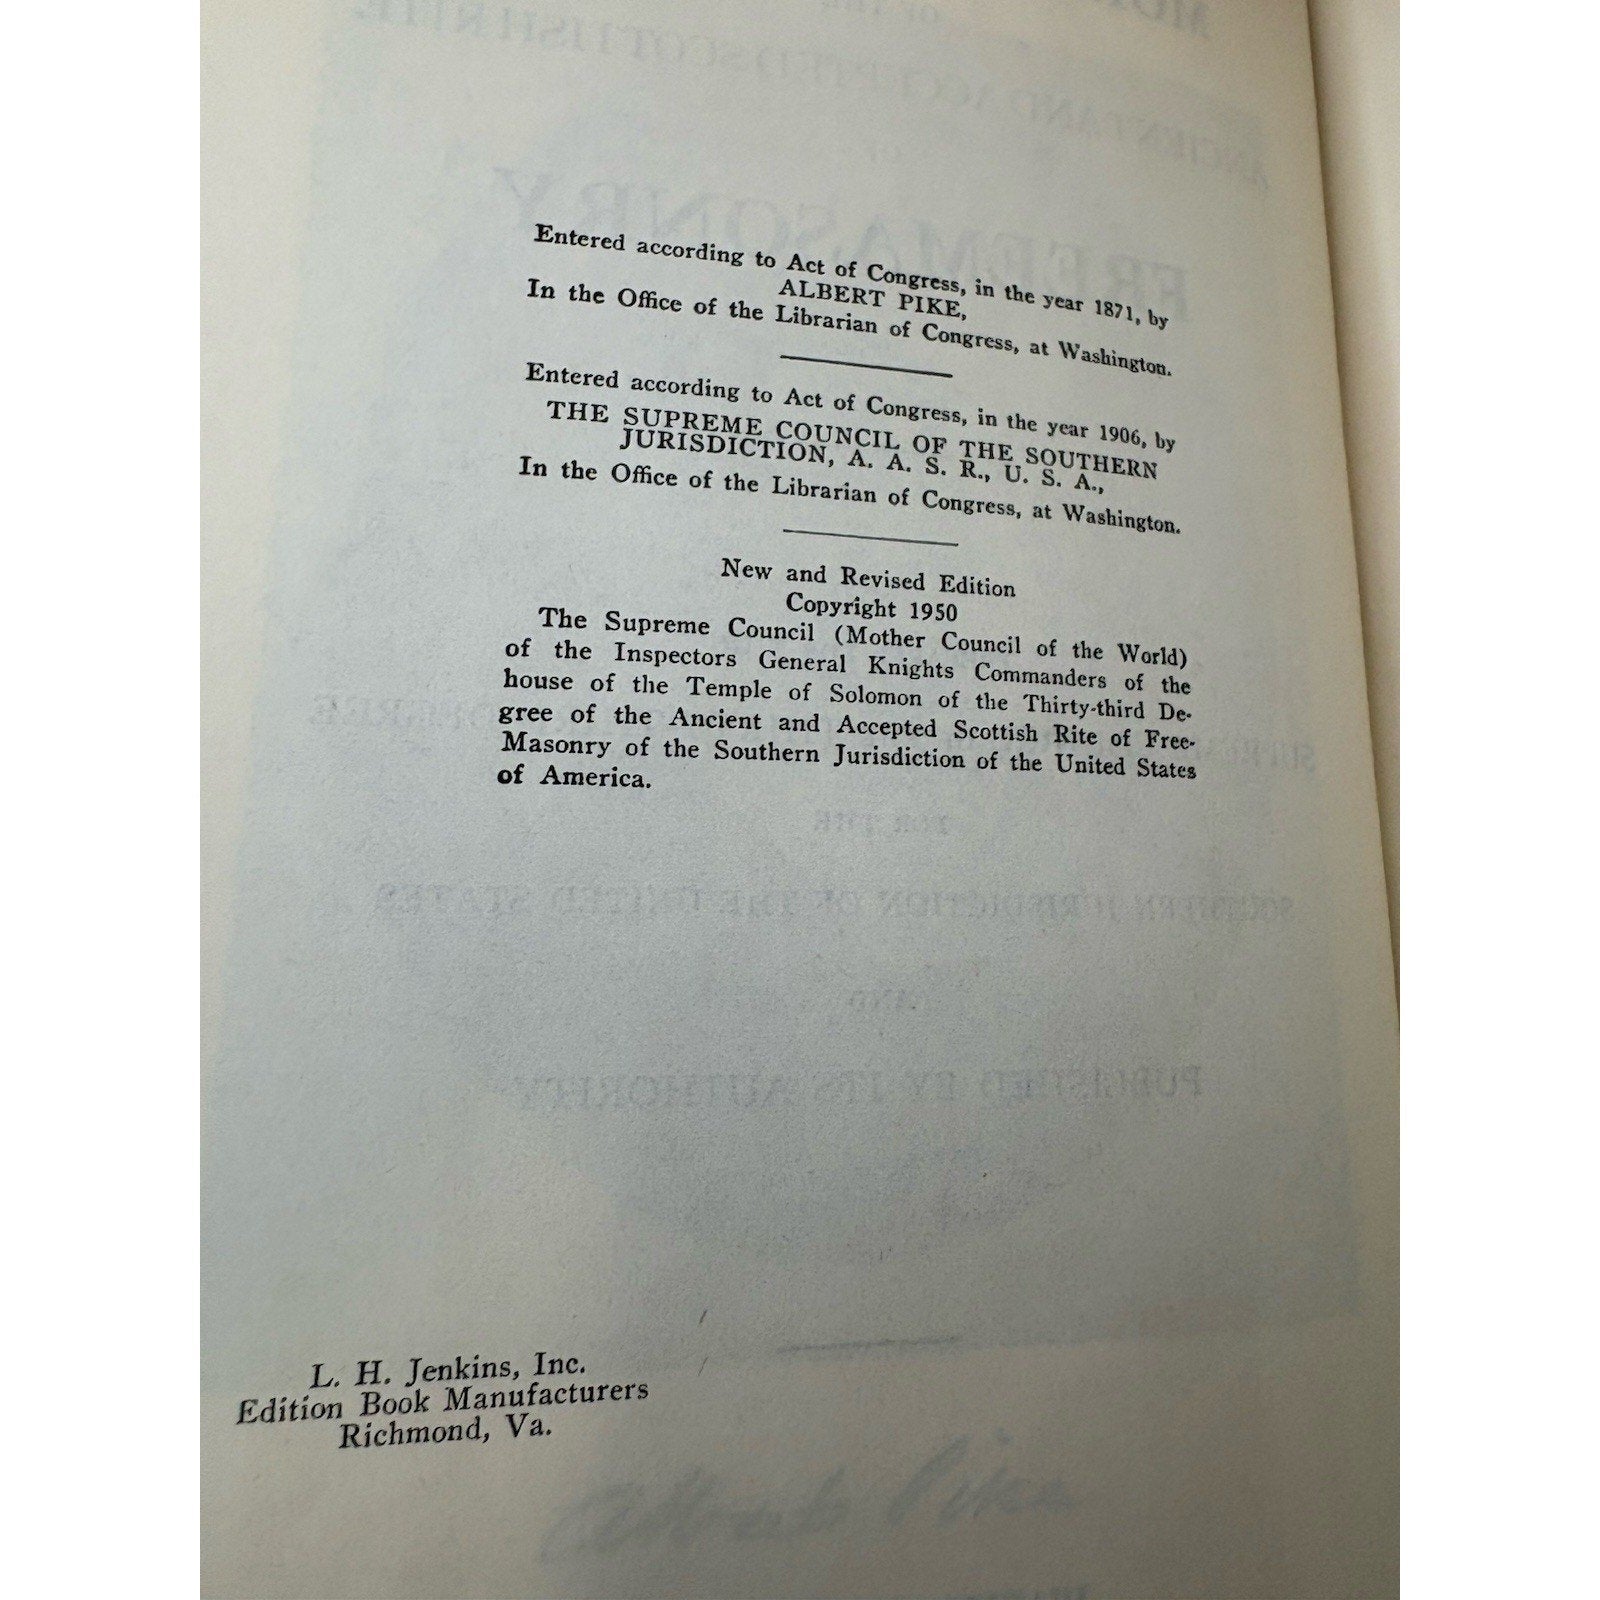 Entered according to Act of Congress, in the year 1871, by
ALBERT PIKE,
In the Office of the Librarian of Congress, at Washington.
Entered according to Act of Congress, in the year 1906, by
THE SUPREME COUNCIL OF THE SOUTHERN
JURISDICTION, A. A. S. R., U. S. A.,
In the Office of the Librarian of Congress, at Washington.
New and Revised Edition
Copyright 1950
The Supreme Council (Mother Council of the World)
of the Inspectors General Knights Commanders of the
house of the Temple of Solomon of the Thirty-third De-
gree of the Ancient and Accepted Scottish Rite of Free-
Masonry of the Southern Jurisdiction of the United States
of America.
L. H. Jenkins, Inc.
Edition Book Manufacturers
Richmond, Va.